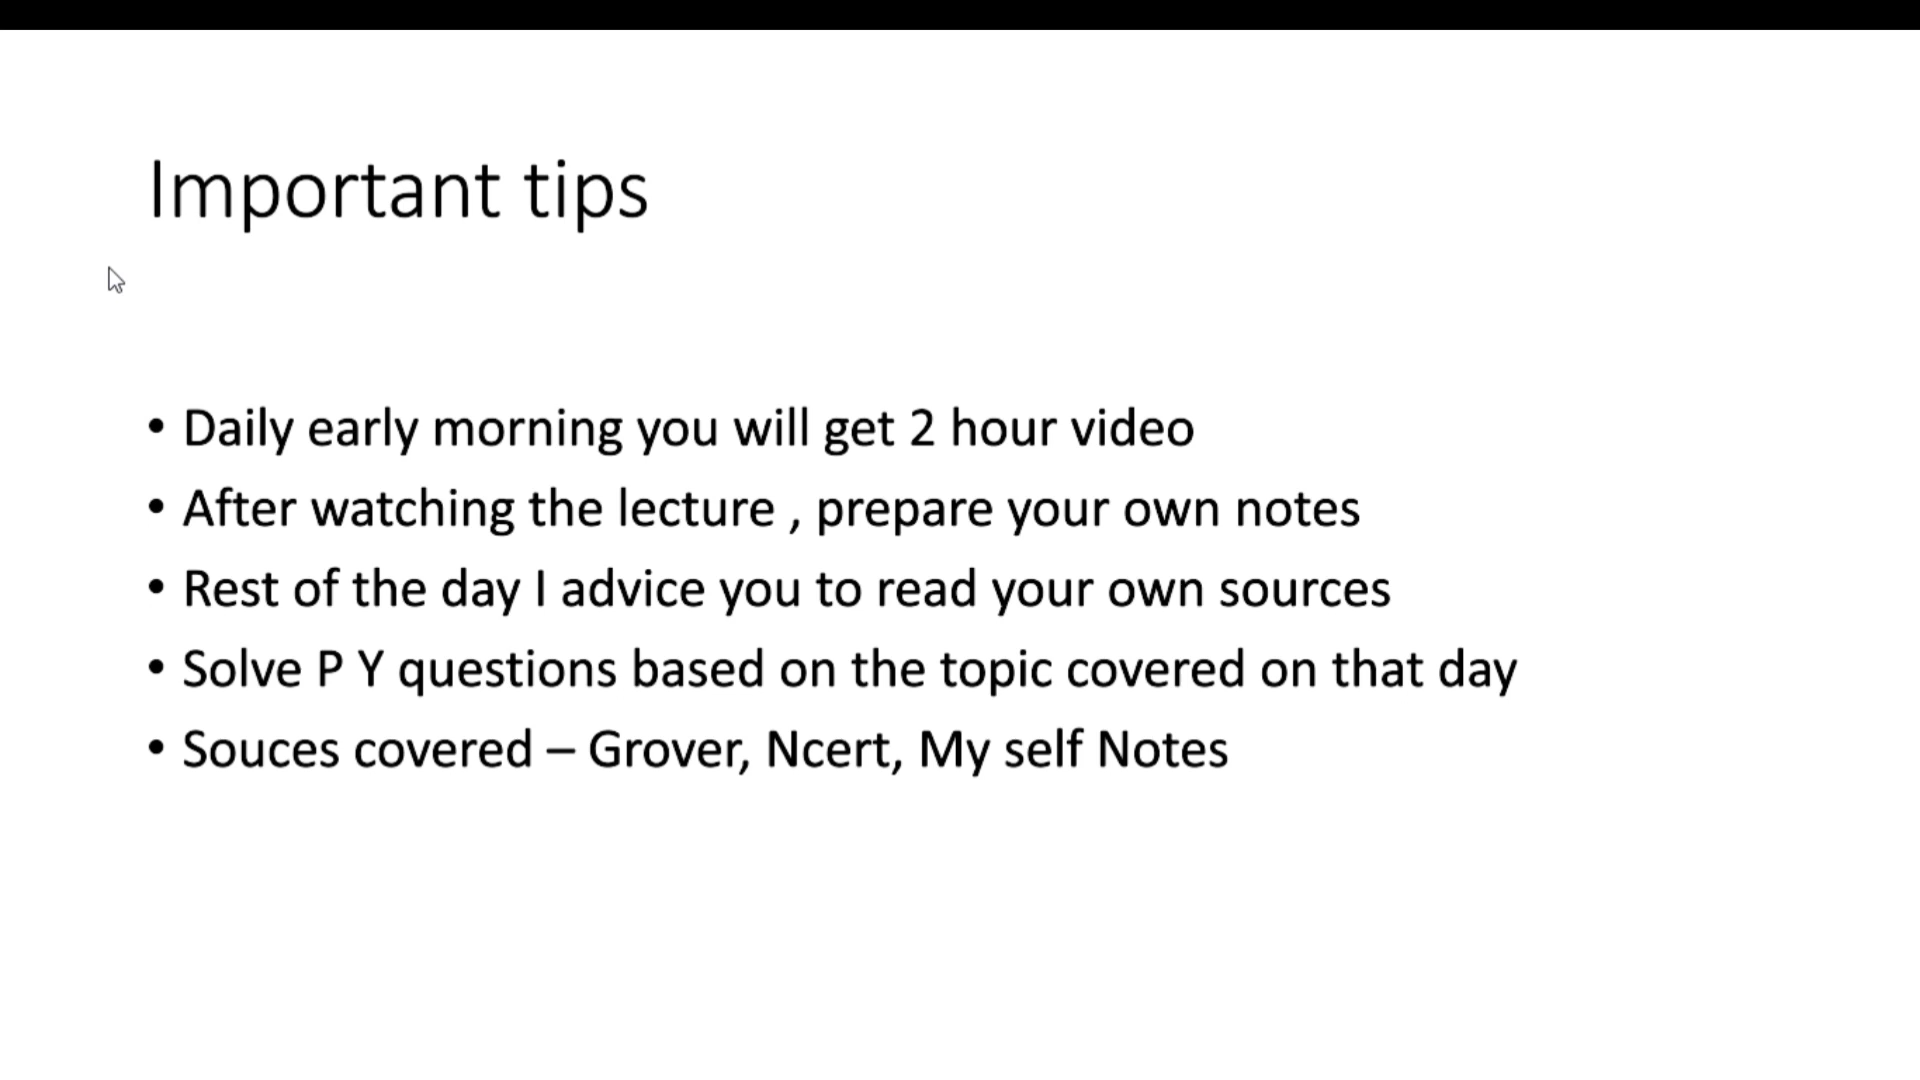 Important tips
• Daily early morning you will get 2 hour video
• After watching the lecture , prepare your own notes
• Rest of the day I advice you to read your own sources
• Solve P Y questions based on the topic covered on that day
• Souces covered – Grover, Ncert, My self Notes